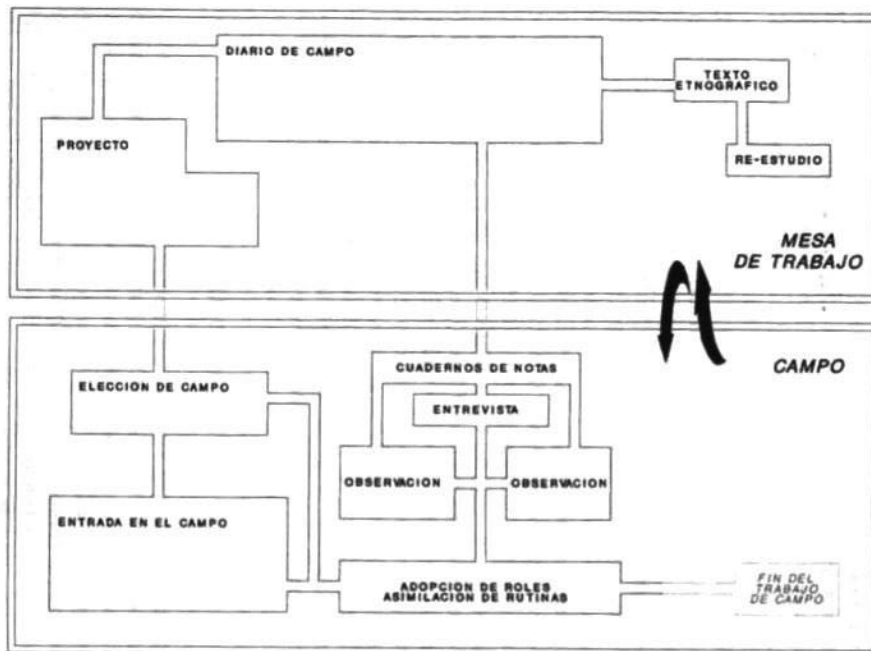 DIARIO DE CAMPO
TEXTO
ETNOGRAFICO
PROYECTO
RE-ESTUDIO
MESA
DE TRABAJO
CAMPO
CUADERNOS DE NOTAS
ELECCION DE CAMPO
ENTREVISTA
OBSERVACION
OBSERVACION
ENTRADA EN EL CAMPO
ADOPCION DE ROLES
ASIMILACION DE RUTINAS
FIN DEL
TRABAJO
DE CAMPO